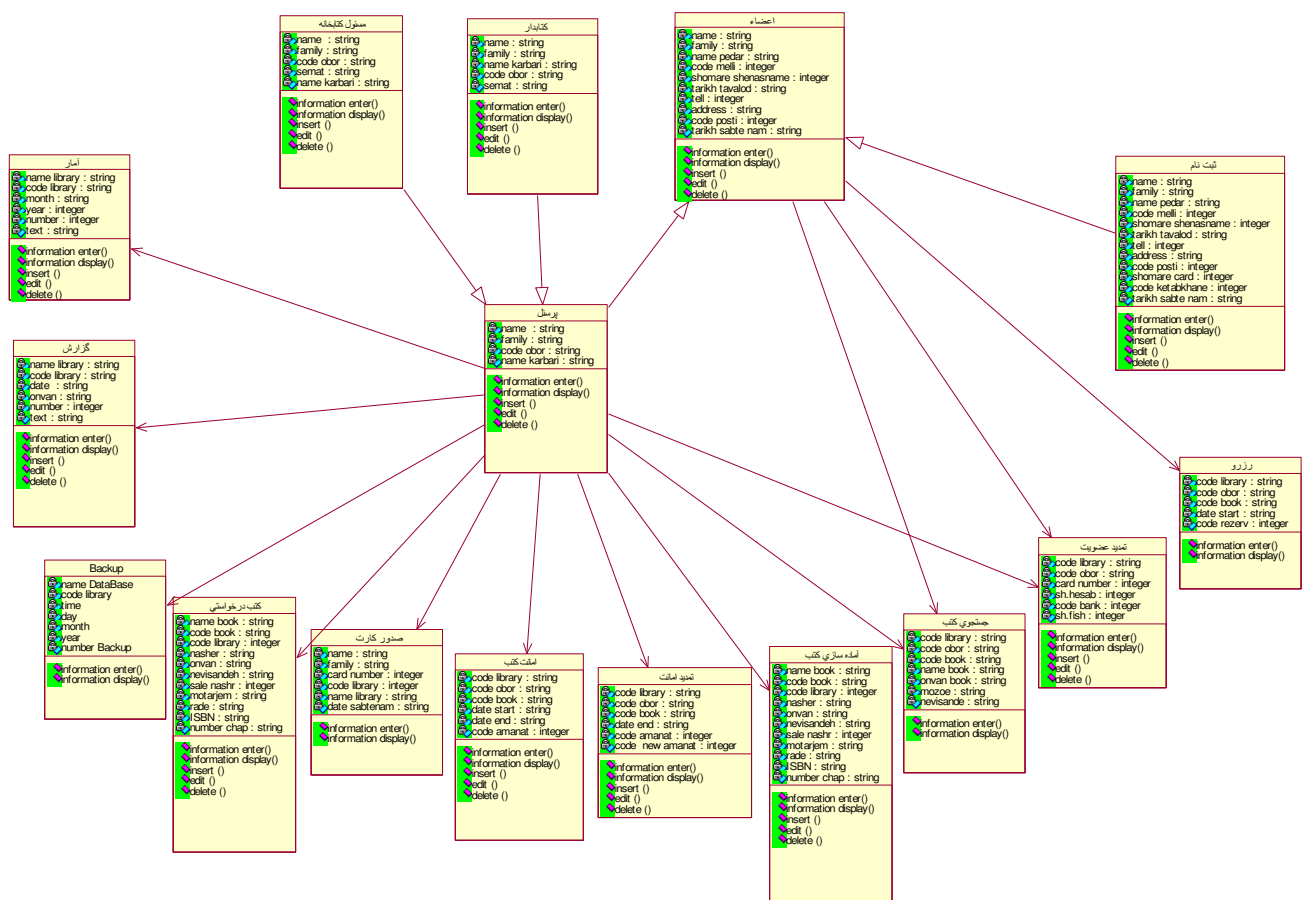 مسئول کتابخانه
name : string
family : string
code obor : string
semat : string
name karbari : string
information enter()
information display()
insert ()
edit ()
delete ()
کتابدار
name : string
family : string
name karbari : string
code obor : string
semat : string
information enter()
information display()
insert ()
edit ()
delete ()
اعضاء
name : string
family : string
name pedar : string
code melli : integer
shomare shenasname : integer
tarikh tavalod : string
tell : integer
address : string
code posti : integer
tarikh sabte nam : string
information enter()
information display()
insert ()
edit ()
delete ()
آمار
name library : string
code library : string
month : string
year : integer
number : integer
text : string
information enter()
information display()
insert ()
edit ()
delete ()
ثبت نام
name : string
family : string
name pedar : string
code melli : integer
shomare shenasname : integer
tarikh tavalod : string
tell : integer
address : string
code posti : integer
shomare card : integer
code ketabkhane : integer
tarikh sabte nam : string
information enter()
information display()
insert ()
edit ()
delete ()
پرسنل
name : string
family : string
code obor : string
name karbari : string
information enter()
information display()
insert ()
edit ()
delete ()
گزارش
name library : string
code library : string
date : string
onvan : string
number : integer
text : string
information enter()
information display()
insert ()
edit ()
delete ()
رزرو
code library : string
code obor : string
code book : string
date start : string
code rezerv : integer
information enter()
information display()
تمدید عضویت
code library : string
code obor : string
card number : integer
sh.hesab : integer
code bank : integer
sh.fish : integer
information enter()
information display()
insert ()
edit ()
delete ()
Backup
name DataBase
code library
time
day
month
year
number Backup
information enter()
information display()
کتب درخواستي
name book : string
code book : string
code library : integer
nasher : string
onvan : string
nevisandeh : string
sale nashr : integer
motarjem : string
rade : string
ISBN : string
number chap : string
information enter()
information display()
insert ()
edit ()
delete ()
صدور کارت
name : string
family : string
card number : integer
code library : integer
name library : string
date sabtenam : string
information enter()
information display()
امانت کتب
code library : string
code obor : string
code book : string
date start : string
date end : string
code amanat : integer
information enter()
information display()
insert ()
edit ()
delete ()
تمدید امانت
code library : string
code obor : string
code book : string
date end : string
code amanat : integer
code new amanat : integer
information enter()
information display()
insert ()
edit ()
delete ()
آماده سازي کتب
name book : string
code book : string
code library : integer
nasher : string
onvan : string
nevisandeh : string
sale nashr : integer
motarjem : string
rade : string
ISBN : string
number chap : string
information enter()
information display()
insert ()
edit ()
delete ()
جستجوي کتب
code library : string
code obor : string
code book : string
name book : string
onvan book : string
mozoe : string
nevisande : string
information enter()
information display()